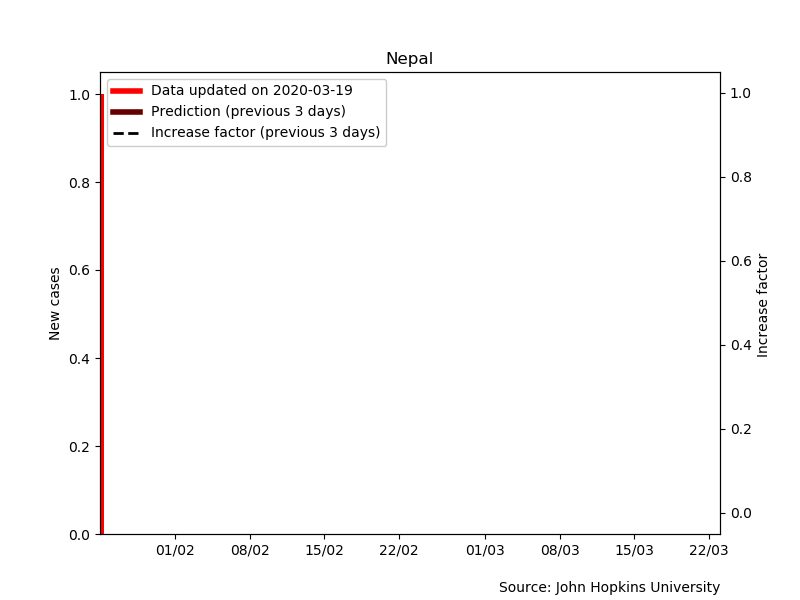 Nepal
Data updated on 2020-03-19
Prediction (previous 3 days)
Increase factor (previous 3 days)
New cases
1.0
0.8
0.6
0.4
0.2
0.0
1.0
0.8
0.6
0.4
0.2
0.0
Increase factor
01/02 08/02 15/02 22/02 01/03 08/03 15/03 22/03
Source: John Hopkins University